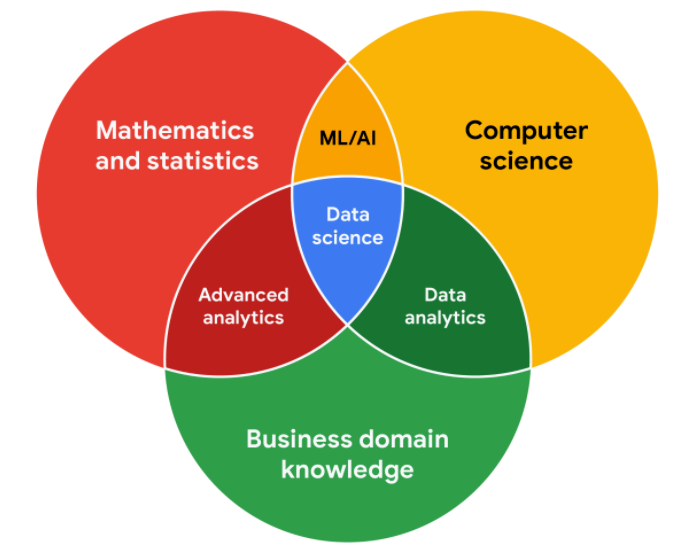 Mathematics
and statistics
ML/AI
Computer
science
Data
science
Advanced
analytics
Data
analytics
Business domain
knowledge